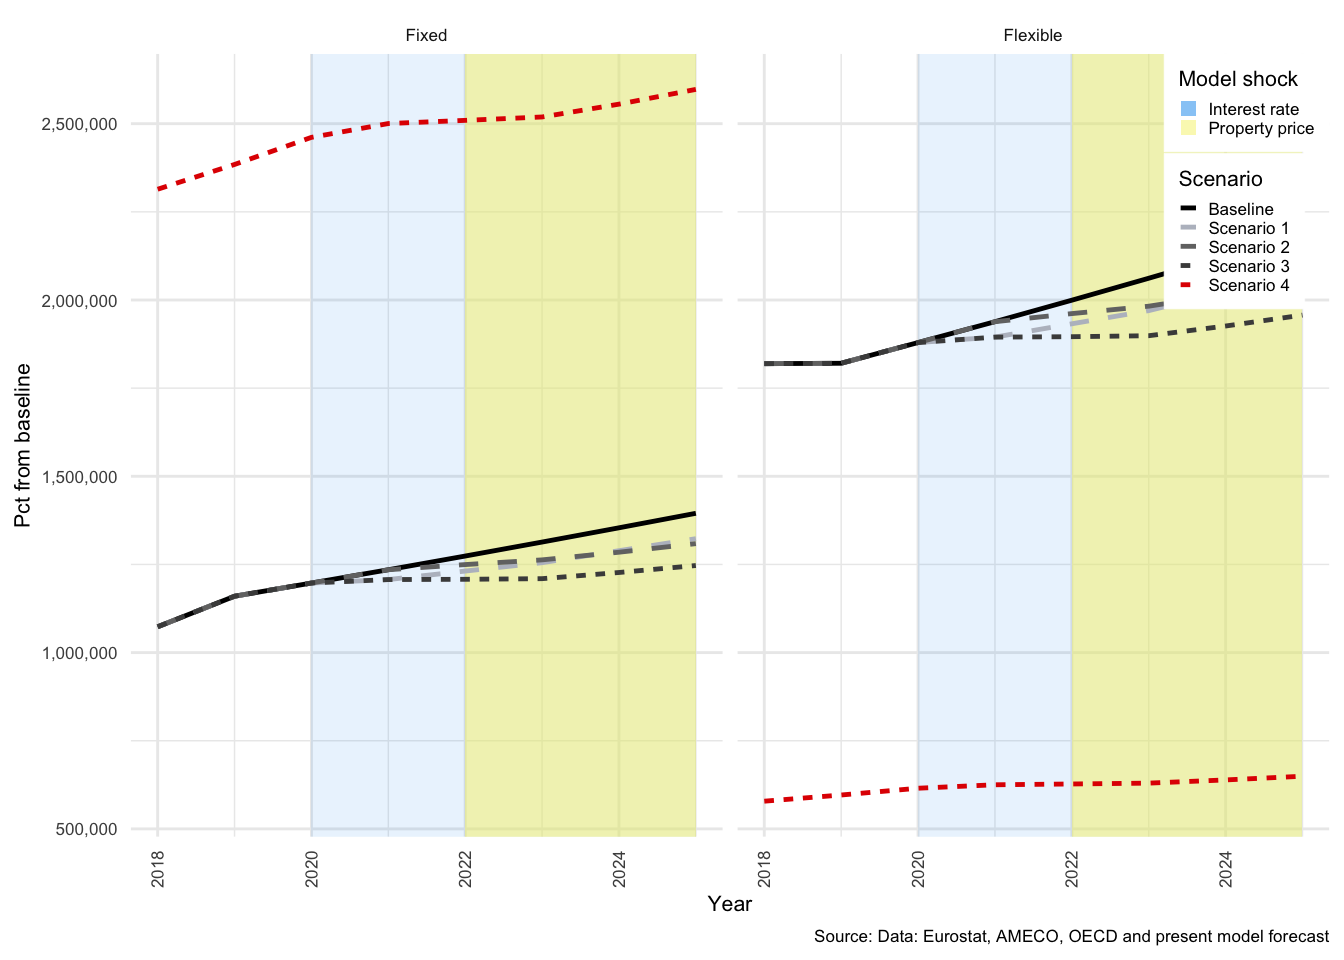 Fixed
Flexible
Model shock
Interest rate
Property price
Scenario
Baseline
Scenario 1
Scenario 2
Scenario 3
Scenario 4
Pct from baseline
2,500,000
2,000,000
1,500,000
1,000,000
500,000
2018
2020
2022
2024
2018
2020
2022
2024
Year
Source: Data: Eurostat, AMECO, OECD and present model forecast